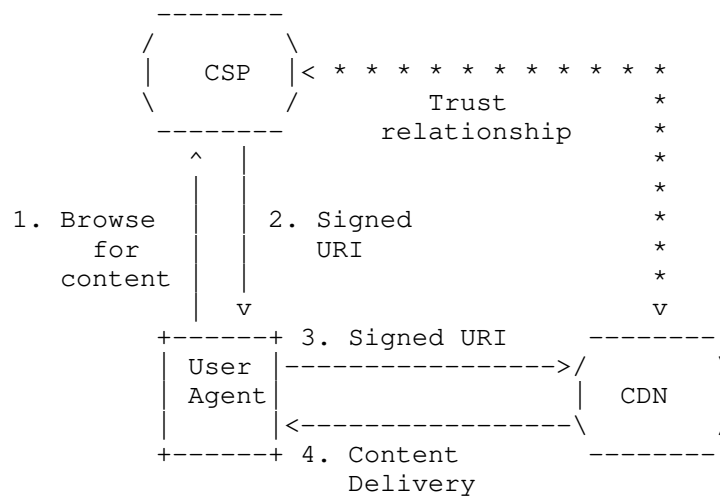 CSP
Trust
relationship
1. Browse
for
content
2. Signed
URI
3. Signed URI
User
Agent
CDN
4. Content
Delivery